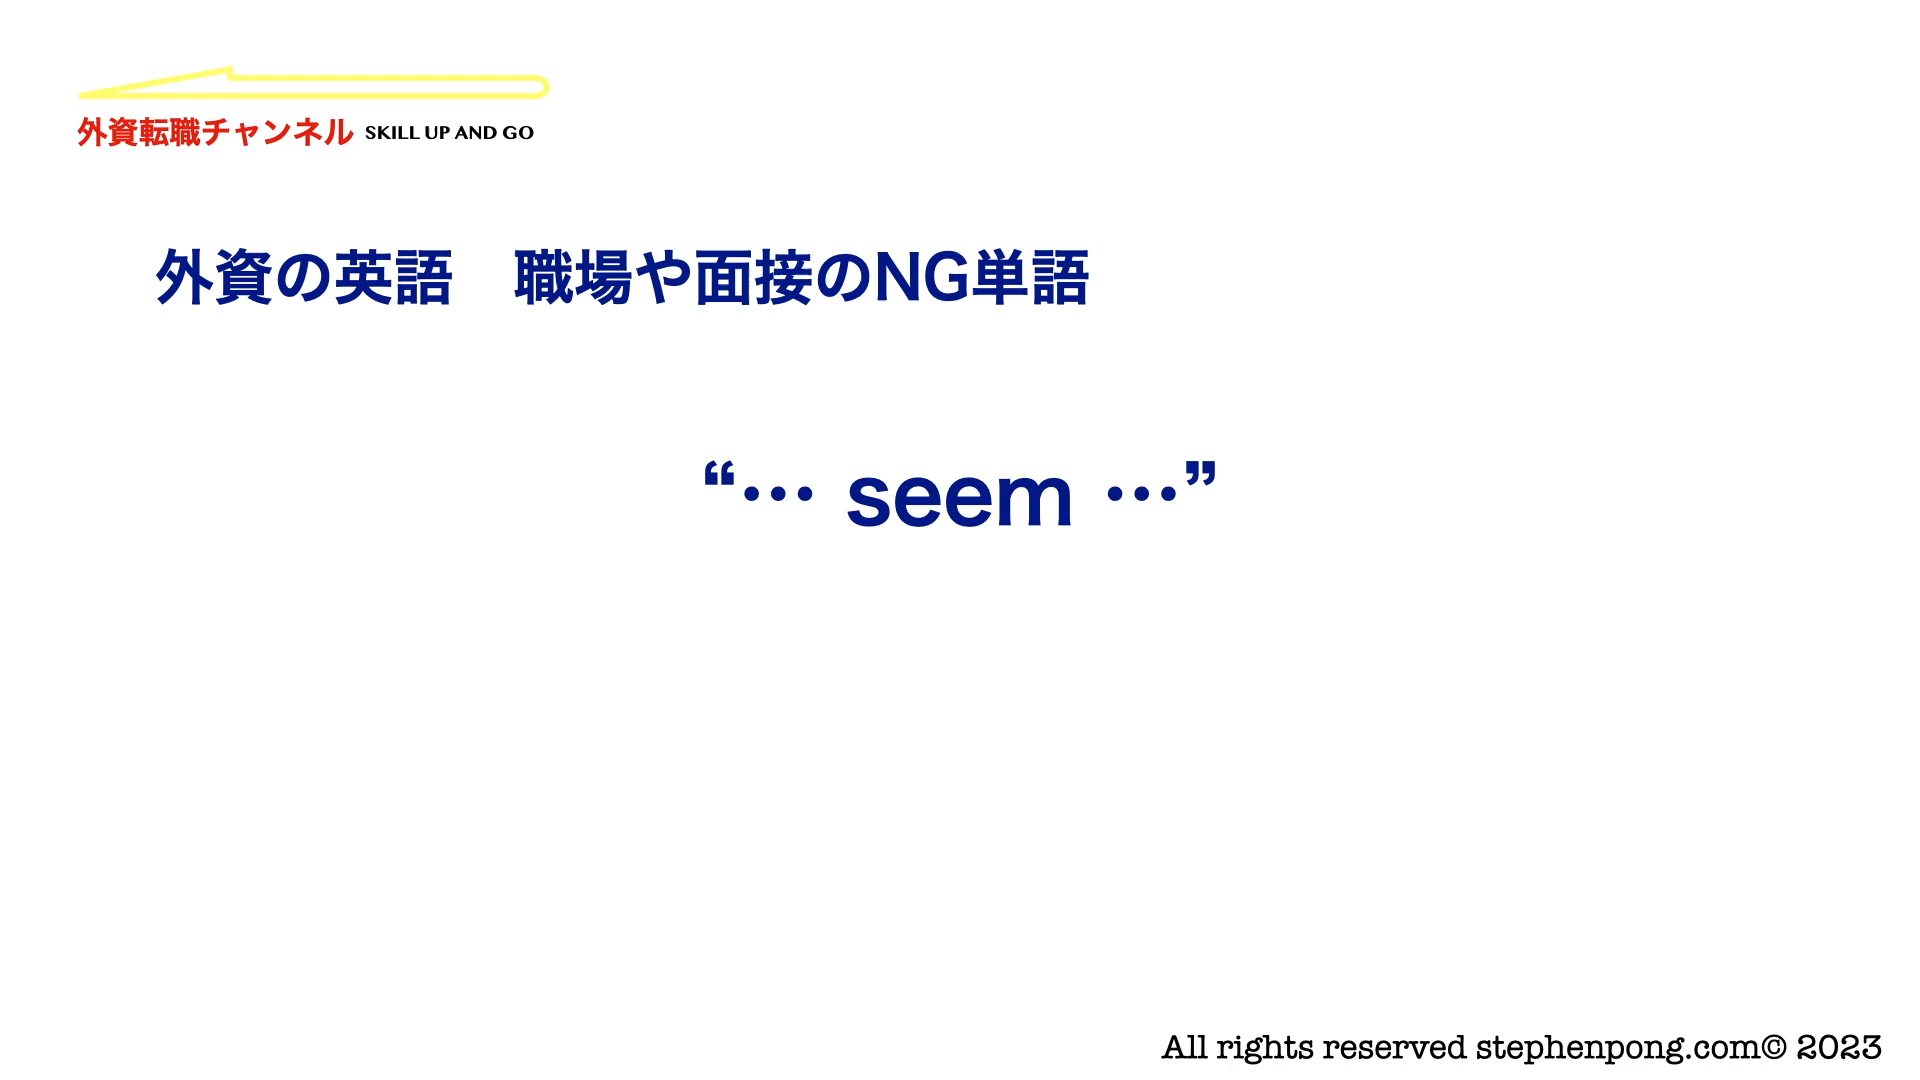 外資転職チャンネル SKILL UP AND GO
外資の英語　職場や面接のNG単語
“… seem …”
All rights reserved stephenpong.com© 2023